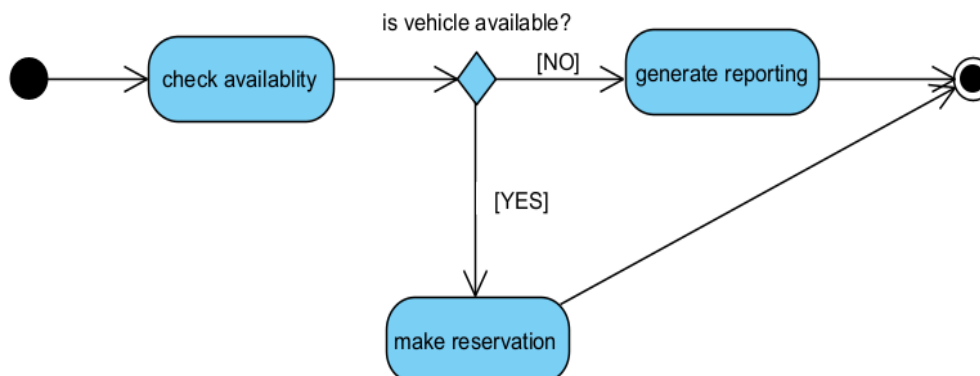 is vehicle available?
check availablity
[NO]
generate reporting
[YES]
make reservation